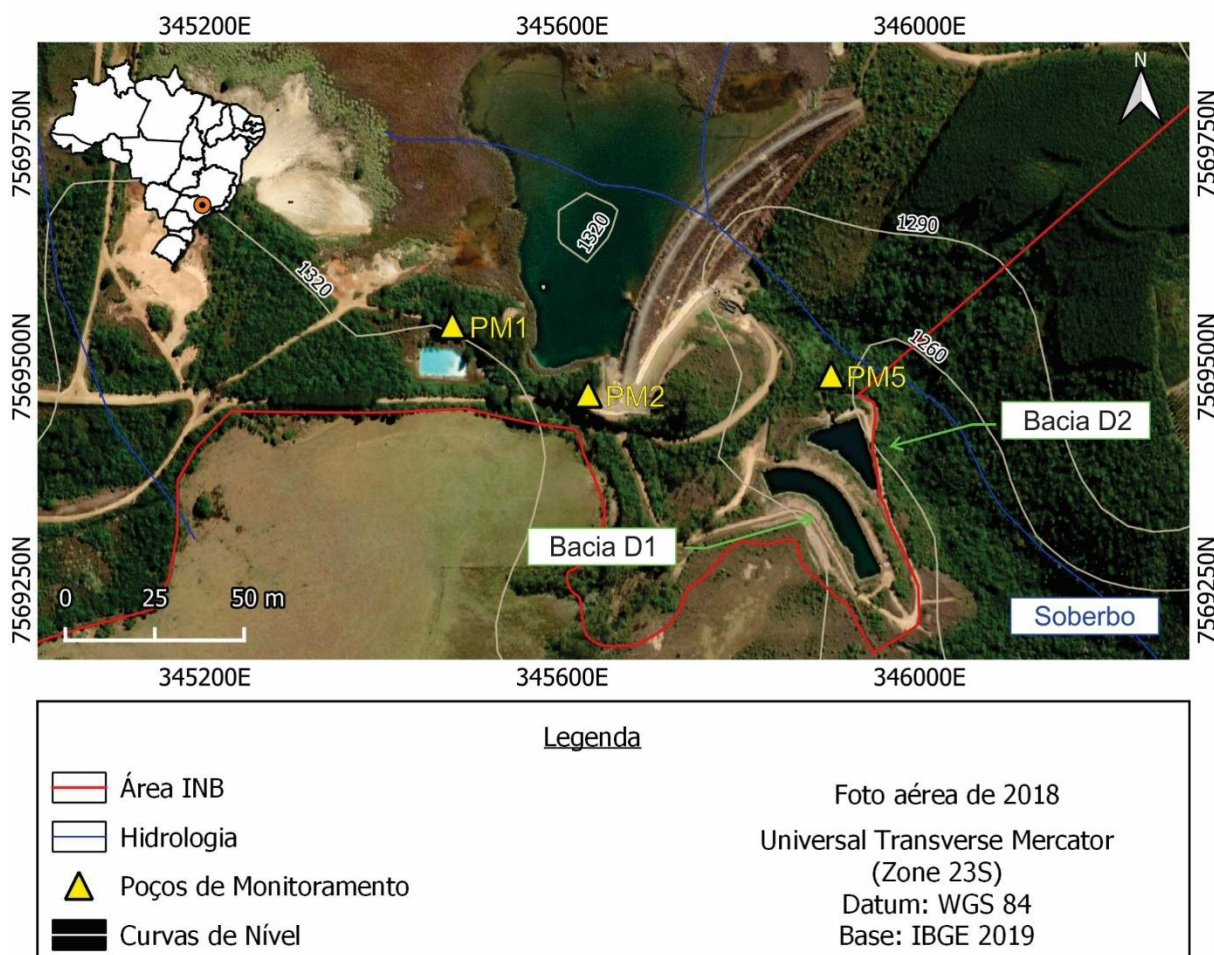 345200E 345600E 346000E
7569750N
7569500N
7569250N
N
7569750N
7569500N
7569250N
1320
1320
1290
1260
PM1
PM2
PM5
Bacia D2
Bacia D1
Soberbo
0 25 50 m
345200E 345600E 346000E
Legenda
Área INB
Hidrologia
Poços de Monitoramento
Curvas de Nível
Foto aérea de 2018
Universal Transverse Mercator
(Zone 23S)
Datum: WGS 84
Base: IBGE 2019